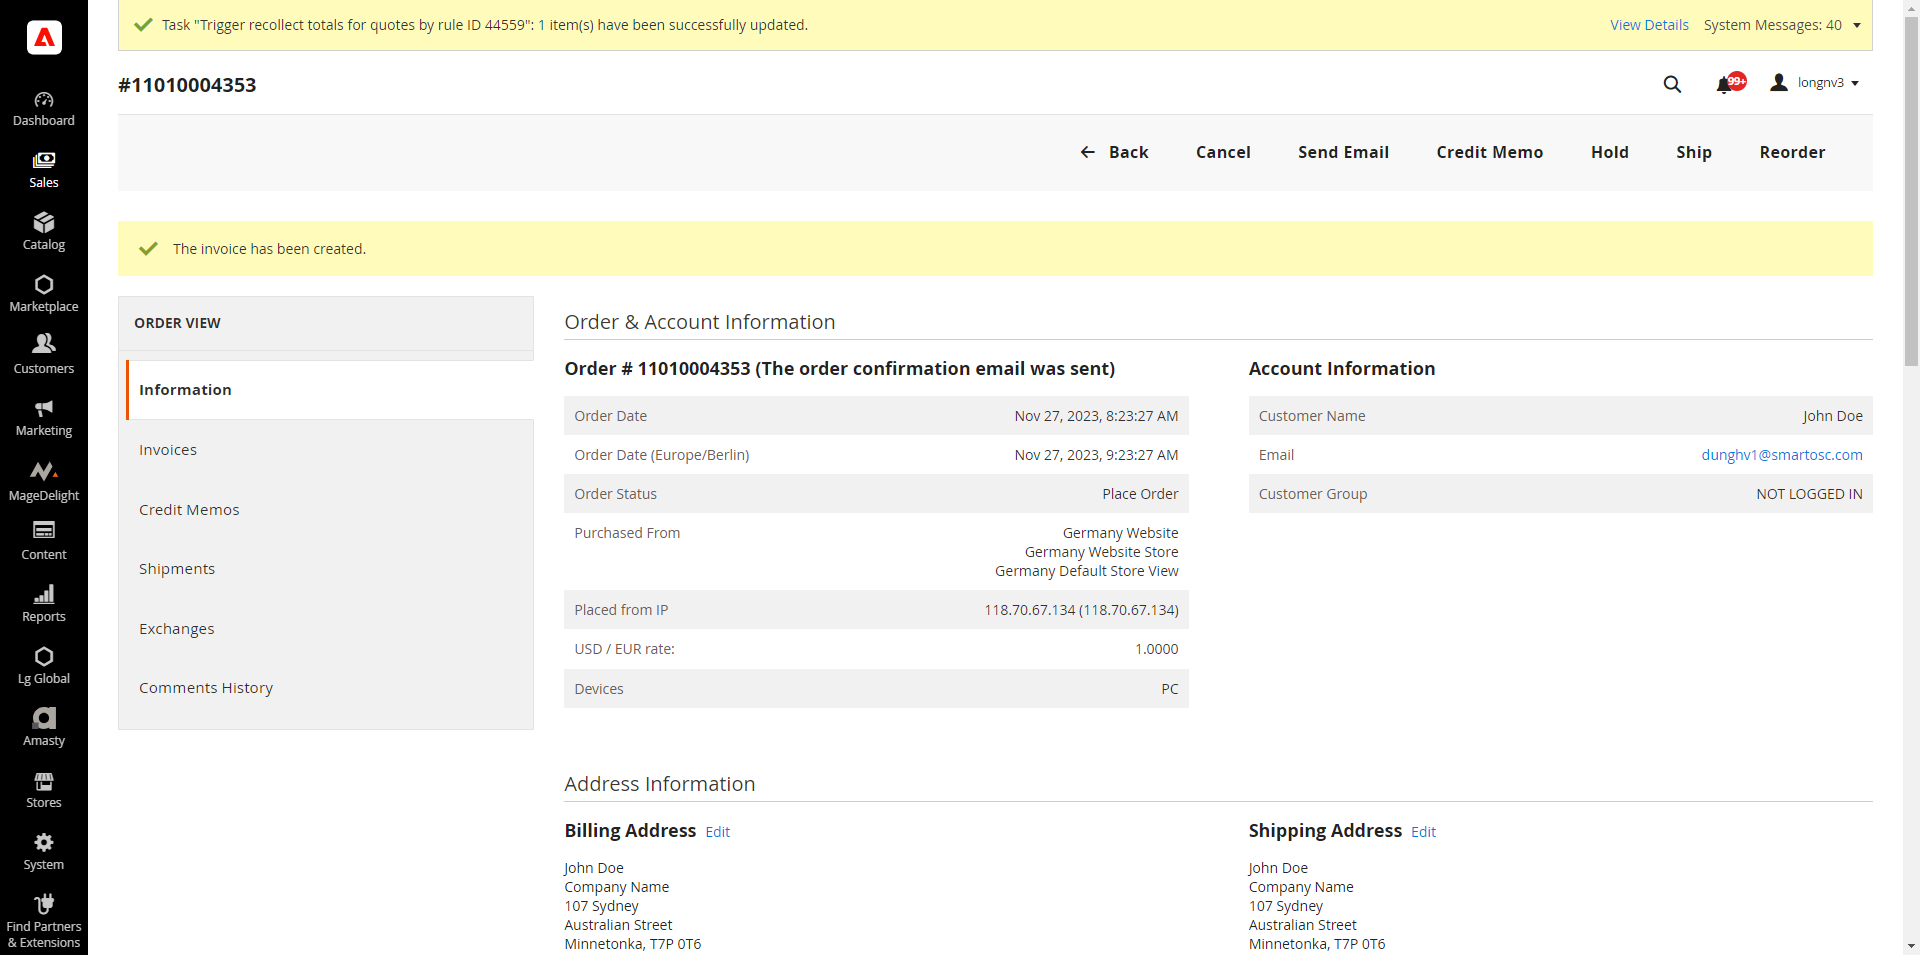 Task "Trigger recollect totals for quotes by rule ID 44559": 1 item(s) have been successfully updated.
View Details
System Messages: 40
#11010004353
99+
longnv3
Back
Cancel
Send Email
Credit Memo
Hold
Ship
Reorder
The invoice has been created.
Dashboard
Sales
Catalog
Marketplace
Customers
Marketing
MageDelight
Content
Reports
Lg Global
Amasty
Stores
System
Find Partners
& Extensions
ORDER VIEW
Information
Invoices
Credit Memos
Shipments
Exchanges
Comments History
Order & Account Information
Order # 11010004353 (The order confirmation email was sent)
Order Date Nov 27, 2023, 8:23:27 AM
Order Date (Europe/Berlin) Nov 27, 2023, 9:23:27 AM
Order Status Place Order
Purchased From Germany Website
Germany Website Store
Germany Default Store View
Placed from IP 118.70.67.134 (118.70.67.134)
USD / EUR rate: 1.0000
Devices PC
Account Information
Customer Name John Doe
Email dunghv1@smartosc.com
Customer Group NOT LOGGED IN
Address Information
Billing Address Edit
John Doe
Company Name
107 Sydney
Australian Street
Minnetonka, T7P 0T6
Shipping Address Edit
John Doe
Company Name
107 Sydney
Australian Street
Minnetonka, T7P 0T6